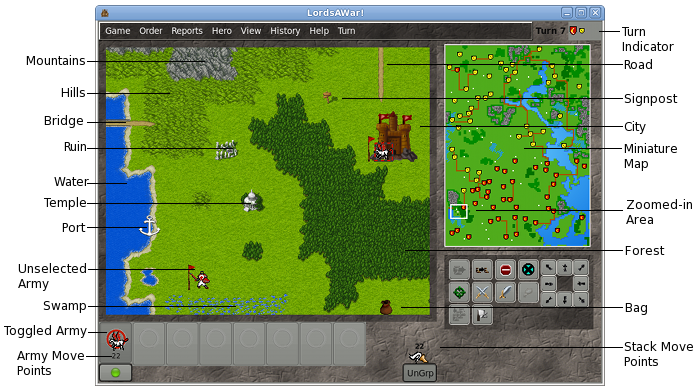 LordsAWar!
Game Order Reports Hero View History Help Turn
Turn 7
Turn
Indicator
Mountains
Road
Hills
Signpost
Bridge
City
Ruin
Miniature
Map
Water
Temple
Zoomed-in
Area
Port
Forest
Unselected
Army
Swamp
Bag
Toggled Army
22
22
Army Move
Points
Stack Move
Points
UnGrp